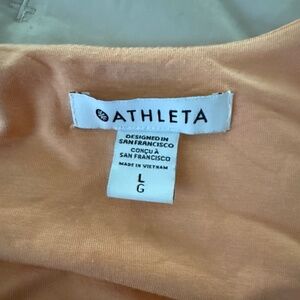 ATHLETA
DESIGNED IN
SAN FRANCISCO
CONÇU À
SAN FRANCISCO
MADE IN VIETNAM
L
G